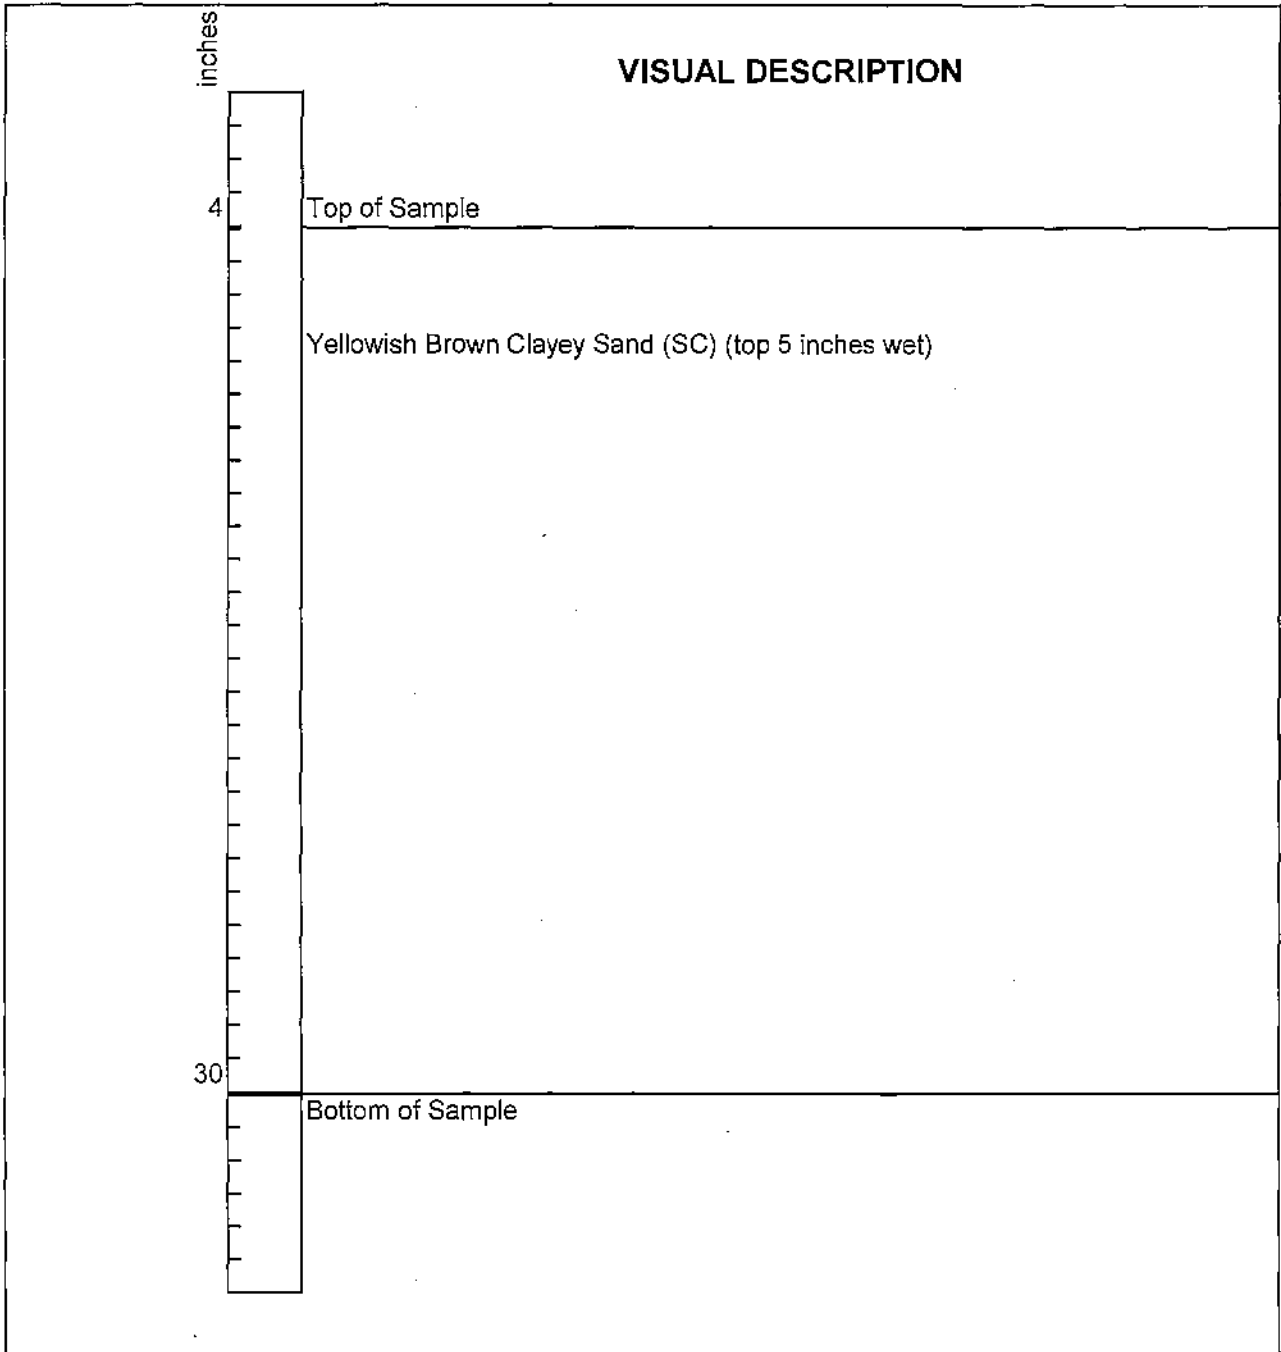 inches
VISUAL DESCRIPTION
4
Top of Sample
Yellowish Brown Clayey Sand (SC) (top 5 inches wet)
30
Bottom of Sample